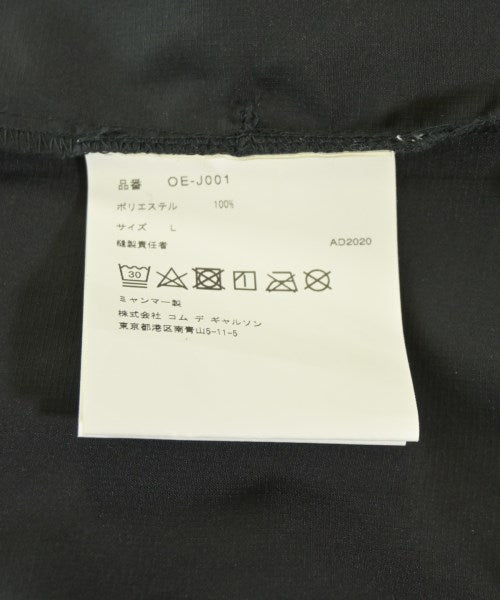 品番 OE-J001
ポリエステル 100%
サイズ L
縫製責任者 AD2020
30
ミャンマー製
株式会社 コム デ ギャルソン
東京都港区南青山5-11-5